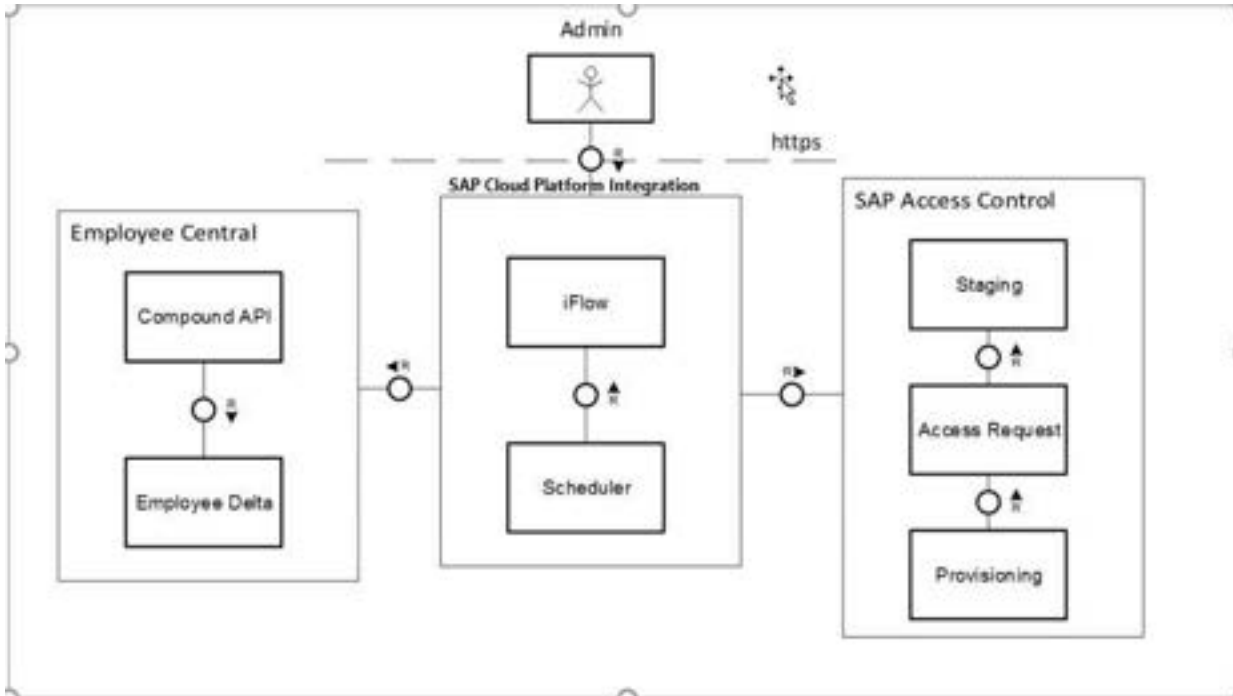 Admin
https
R
SAP Cloud Platform Integration
Employee Central
Compound API
R
Employee Delta
R
iFlow
R
Scheduler
R
SAP Access Control
Staging
R
Access Request
R
Provisioning